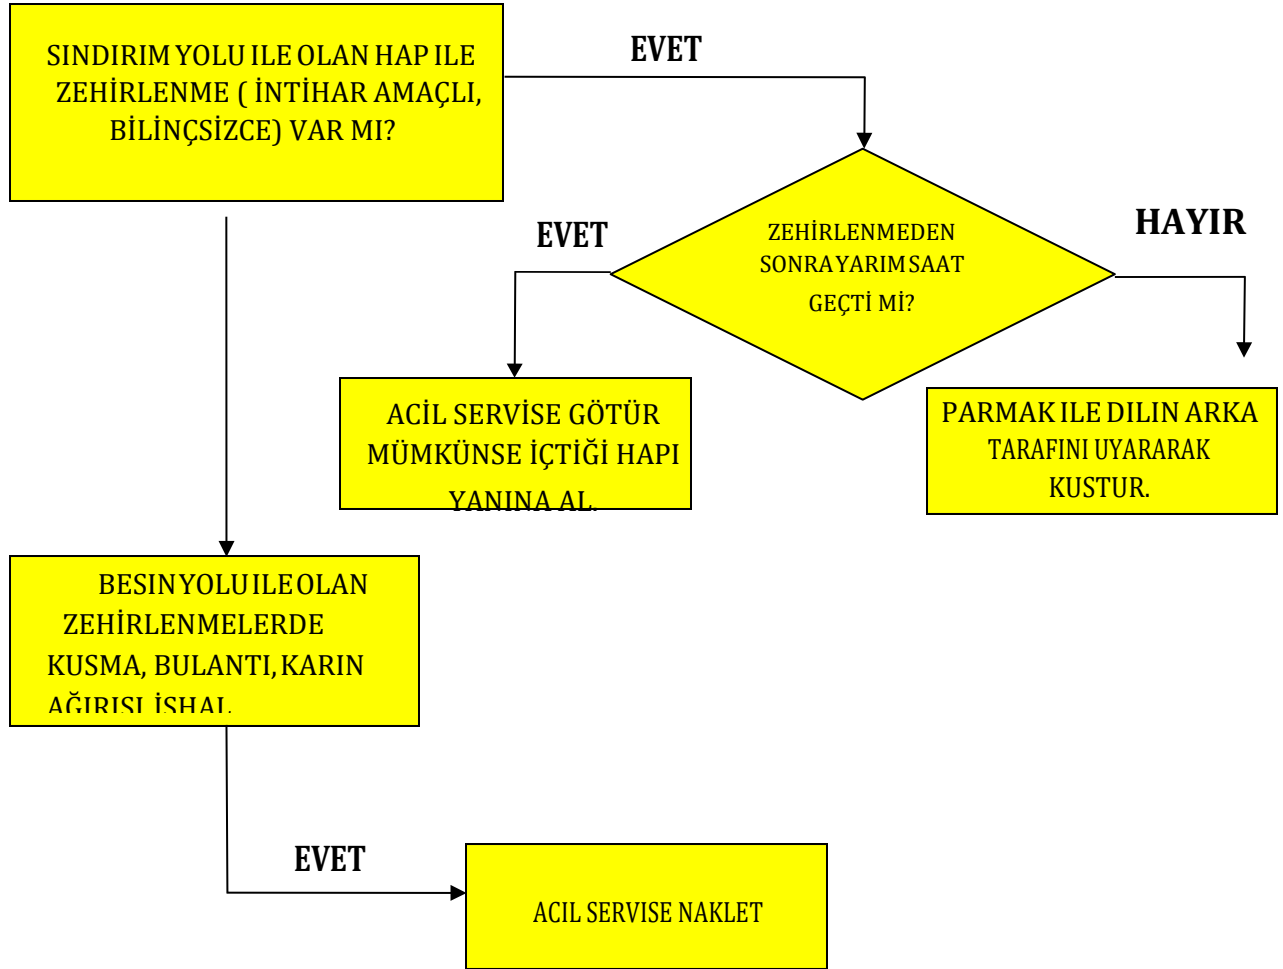 SINDIRIM YOLU ILE OLAN HAP ILE
ZEHİRLENME ( İNTİHAR AMAÇLI,
BİLİNÇSİZCE) VAR MI?
EVET
EVET
ZEHİRLENMEDEN
SONRA YARIM SAAT
GEÇTİ Mİ?
HAYIR
ACİL SERVİSE GÖTÜR
MÜMKÜNSE İÇTİĞİ HAPI
YANINA AL.
PARMAK ILE DILIN ARKA
TARAFINI UYARARAK
KUSTUR.
BESIN YOLU ILE OLAN
ZEHİRLENMELERDE
KUSMA, BULANTI, KARIN
AĞIRISI İSHAL
EVET
ACIL SERVISE NAKLET